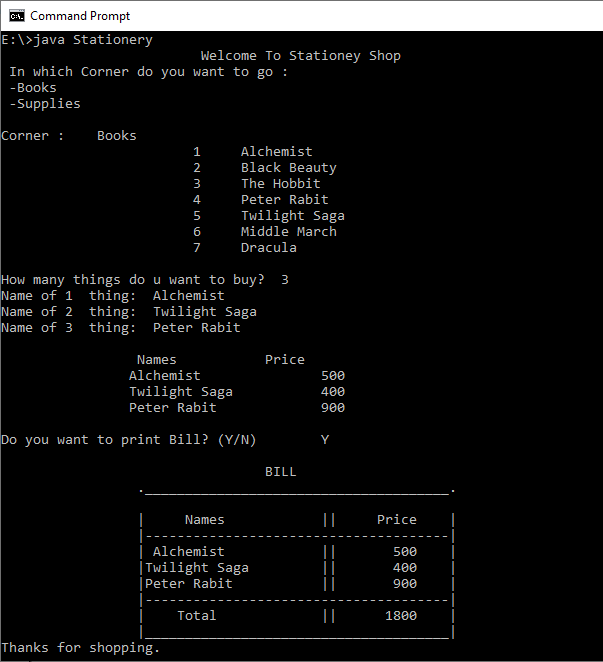 Command Prompt
E:\>java Stationery
Welcome To Stationey Shop
In which Corner do you want to go :
-Books
-Supplies
Corner :    Books
1     Alchemist
2     Black Beauty
3     The Hobbit
4     Peter Rabit
5     Twilight Saga
6     Middle March
7     Dracula
How many things do u want to buy?  3
Name of 1  thing:  Alchemist
Name of 2  thing:  Twilight Saga
Name of 3  thing:  Peter Rabit
Names           Price
Alchemist               500
Twilight Saga           400
Peter Rabit             900
Do you want to print Bill? (Y/N)        Y
BILL
.______________________________________.
|     Names            ||     Price    |
|--------------------------------------|
| Alchemist            ||       500    |
|Twilight Saga         ||       400    |
|Peter Rabit           ||       900    |
|--------------------------------------|
|    Total             ||      1800    |
|______________________________________|
Thanks for shopping.